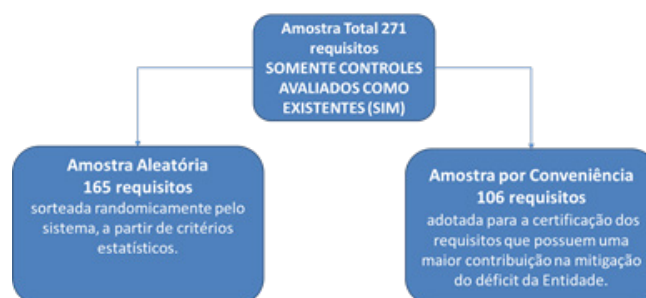 Amostra Total 271
requisitos
SOMENTE CONTROLES
AVALIADOS COMO
EXISTENTES (SIM)
Amostra Aleatória
165 requisitos
sorteada randomicamente pelo
sistema, a partir de critérios
estatísticos.
Amostra por Conveniência
106 requisitos
adotada para a certificação dos
requisitos que possuem uma
maior contribuição na mitigação
do déficit da Entidade.